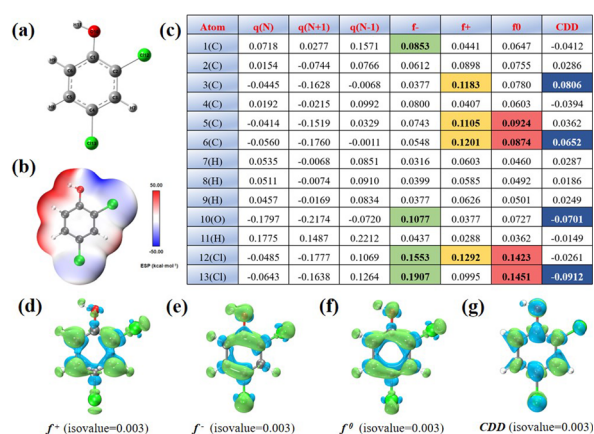 (a)
(b)
50.00
-50.00
ESP (kcal·mol⁻¹)
(c)
Atom q(N) q(N+1) q(N-1) f- f+ f0 CDD
1(C) 0.0718 0.0277 0.1571 0.0853 0.0441 0.0647 -0.0412
2(C) 0.0154 -0.0744 0.0766 0.0612 0.0898 0.0755 0.0286
3(C) -0.0445 -0.1628 -0.0068 0.0377 0.1183 0.0780 0.0806
4(C) 0.0192 -0.0215 0.0992 0.0800 0.0407 0.0603 -0.0394
5(C) -0.0414 -0.1519 0.0329 0.0743 0.1105 0.0924 0.0362
6(C) -0.0560 -0.1760 -0.0011 0.0548 0.1201 0.0874 0.0652
7(H) 0.0535 -0.0068 0.0851 0.0316 0.0603 0.0460 0.0287
8(H) 0.0511 -0.0074 0.0910 0.0399 0.0585 0.0492 0.0186
9(H) 0.0457 -0.0169 0.0834 0.0377 0.0626 0.0501 0.0249
10(O) -0.1797 -0.2174 -0.0720 0.1077 0.0377 0.0727 -0.0701
11(H) 0.1775 0.1487 0.2212 0.0437 0.0288 0.0362 -0.0149
12(Cl) -0.0485 -0.1777 0.1069 0.1553 0.1292 0.1423 -0.0261
13(Cl) -0.0643 -0.1638 0.1264 0.1907 0.0995 0.1451 -0.0912
(d)
(e)
(f)
(g)
f⁺ (isovalue=0.003)
f⁻ (isovalue=0.003)
f⁰ (isovalue=0.003)
CDD (isovalue=0.003)